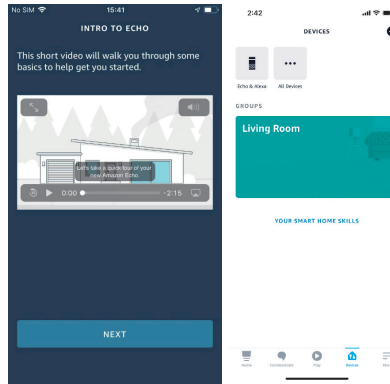 No SIM 15:41
INTRO TO ECHO
This short video will walk you through some
basics to help get you started.
Let's take a quick tour of your
new Amazon Echo.
0:00 -2:15
NEXT
2:42
DEVICES
Echo & Alexa All Devices
GROUPS
Living Room
YOUR SMART HOME SKILLS
Home Communicate Play Devices